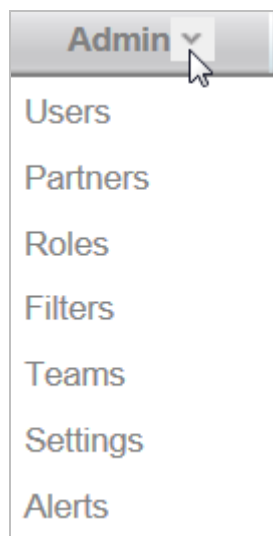 Admin
Users
Partners
Roles
Filters
Teams
Settings
Alerts